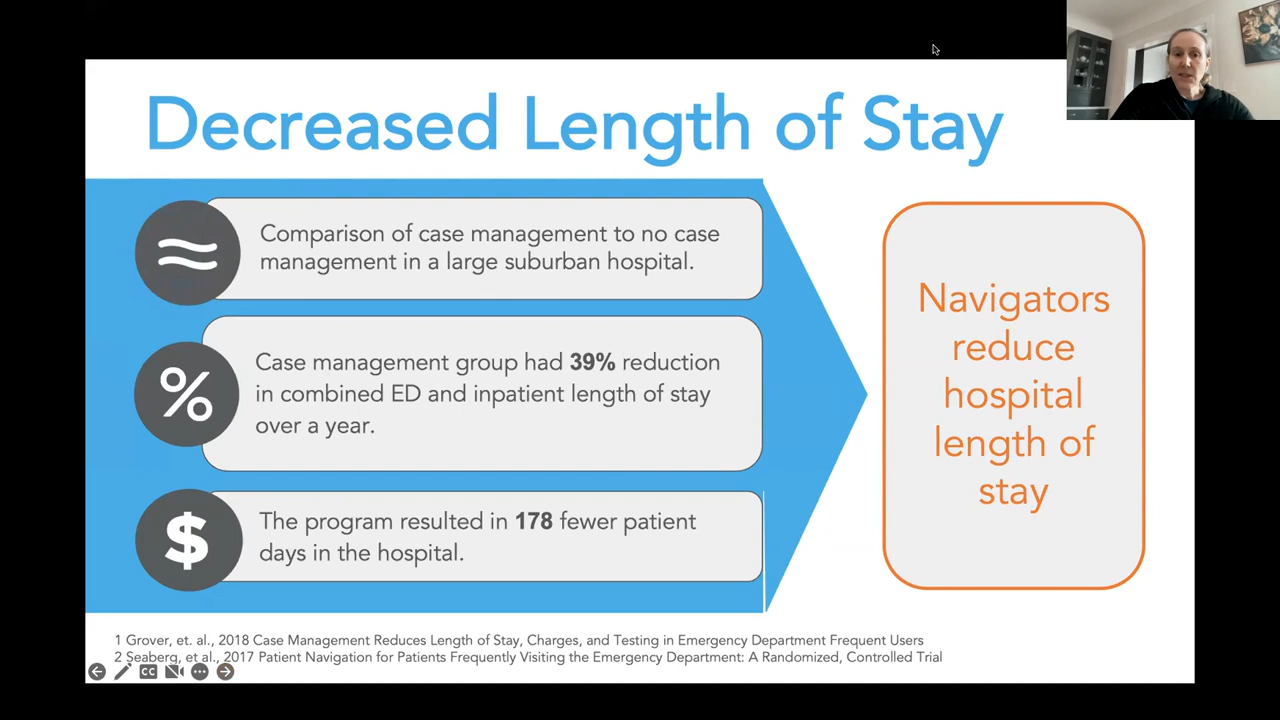 Decreased Length of Stay
Comparison of case management to no case
management in a large suburban hospital.
%
Case management group had 39% reduction
in combined ED and inpatient length of stay
over a year.
$
The program resulted in 178 fewer patient
days in the hospital.
Navigators
reduce
hospital
length of
stay
1 Grover, et. al., 2018 Case Management Reduces Length of Stay, Charges, and Testing in Emergency Department Frequent Users
2 Seaberg, et al., 2017 Patient Navigation for Patients Frequently Visiting the Emergency Department: A Randomized, Controlled Trial
CC